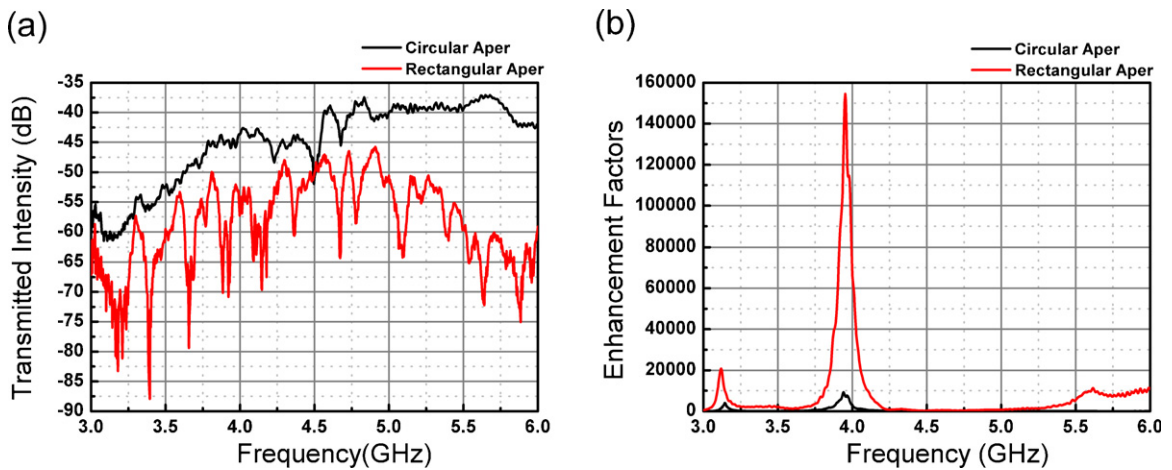 (a)
Circular Aper
Rectangular Aper
Transmitted Intensity (dB)
-35
-40
-45
-50
-55
-60
-65
-70
-75
-80
-85
-90
3.0 3.5 4.0 4.5 5.0 5.5 6.0
Frequency(GHz)
(b)
Circular Aper
Rectangular Aper
Enhancement Factors
160000
140000
120000
100000
80000
60000
40000
20000
0
3.0 3.5 4.0 4.5 5.0 5.5 6.0
Frequency (GHz)